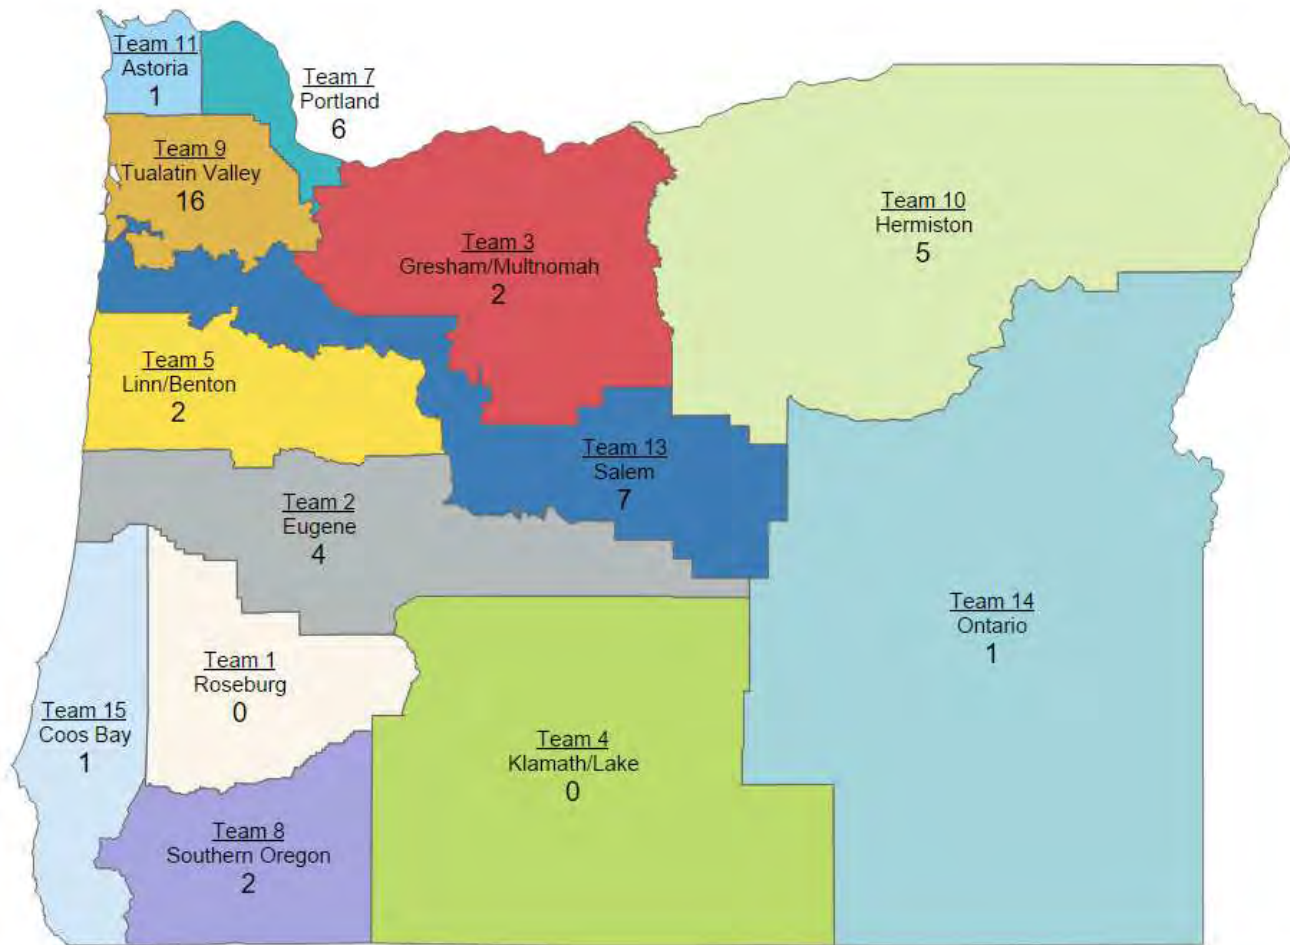 Team 11
Astoria
1
Team 7
Portland
6
Team 9
Tualatin Valley
16
Team 10
Hermiston
5
Team 3
Gresham/Multnomah
2
Team 5
Linn/Benton
2
Team 13
Salem
7
Team 2
Eugene
4
Team 14
Ontario
1
Team 1
Roseburg
0
Team 15
Coos Bay
1
Team 4
Klamath/Lake
0
Team 8
Southern Oregon
2